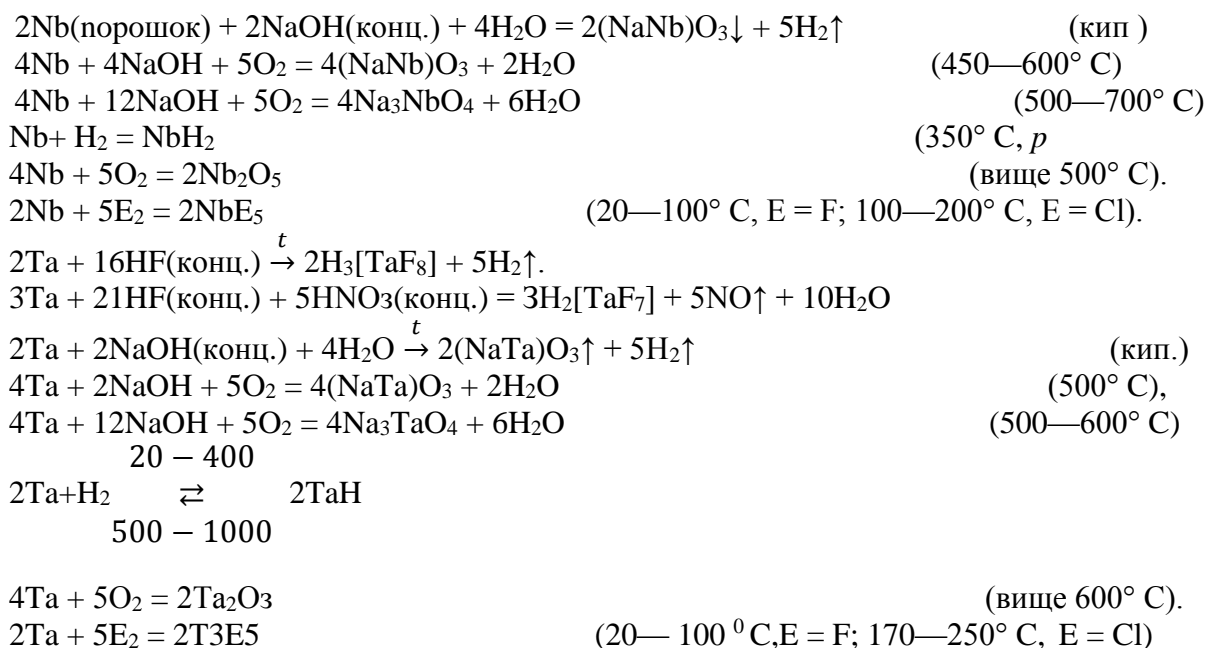 2Nb(порошок) + 2NaOH(конц.) + 4H₂O = 2(NaNb)O₃↓ + 5H₂↑ (кип )
4Nb + 4NaOH + 5O₂ = 4(NaNb)O₃ + 2H₂O (450—600° C)
4Nb + 12NaOH + 5O₂ = 4Na₃NbO₄ + 6H₂O (500—700° C)
Nb+ H₂ = NbH₂ (350° C, p
4Nb + 5O₂ = 2Nb₂O₅ (вище 500° C).
2Nb + 5E₂ = 2NbE₅ (20—100° C, E = F; 100—200° C, E = Cl).
t
2Ta + 16HF(конц.) → 2H₃[TaF₈] + 5H₂↑.
3Ta + 21HF(конц.) + 5HNOз(конц.) = 3H₂[TaF₇] + 5NO↑ + 10H₂O
t
2Ta + 2NaOH(конц.) + 4H₂O → 2(NaTa)O₃↑ + 5H₂↑ (кип.)
4Ta + 2NaOH + 5O₂ = 4(NaTa)O₃ + 2H₂O (500° C),
4Ta + 12NaOH + 5O₂ = 4Na₃TaO₄ + 6H₂O (500—600° C)
20 − 400
2Ta+H₂ ⇄ 2TaH
500 − 1000
4Ta + 5O₂ = 2Ta₂Oз (вище 600° C).
2Ta + 5E₂ = 2T3E5 (20— 100 ⁰ C,E = F; 170—250° C, E = Cl)